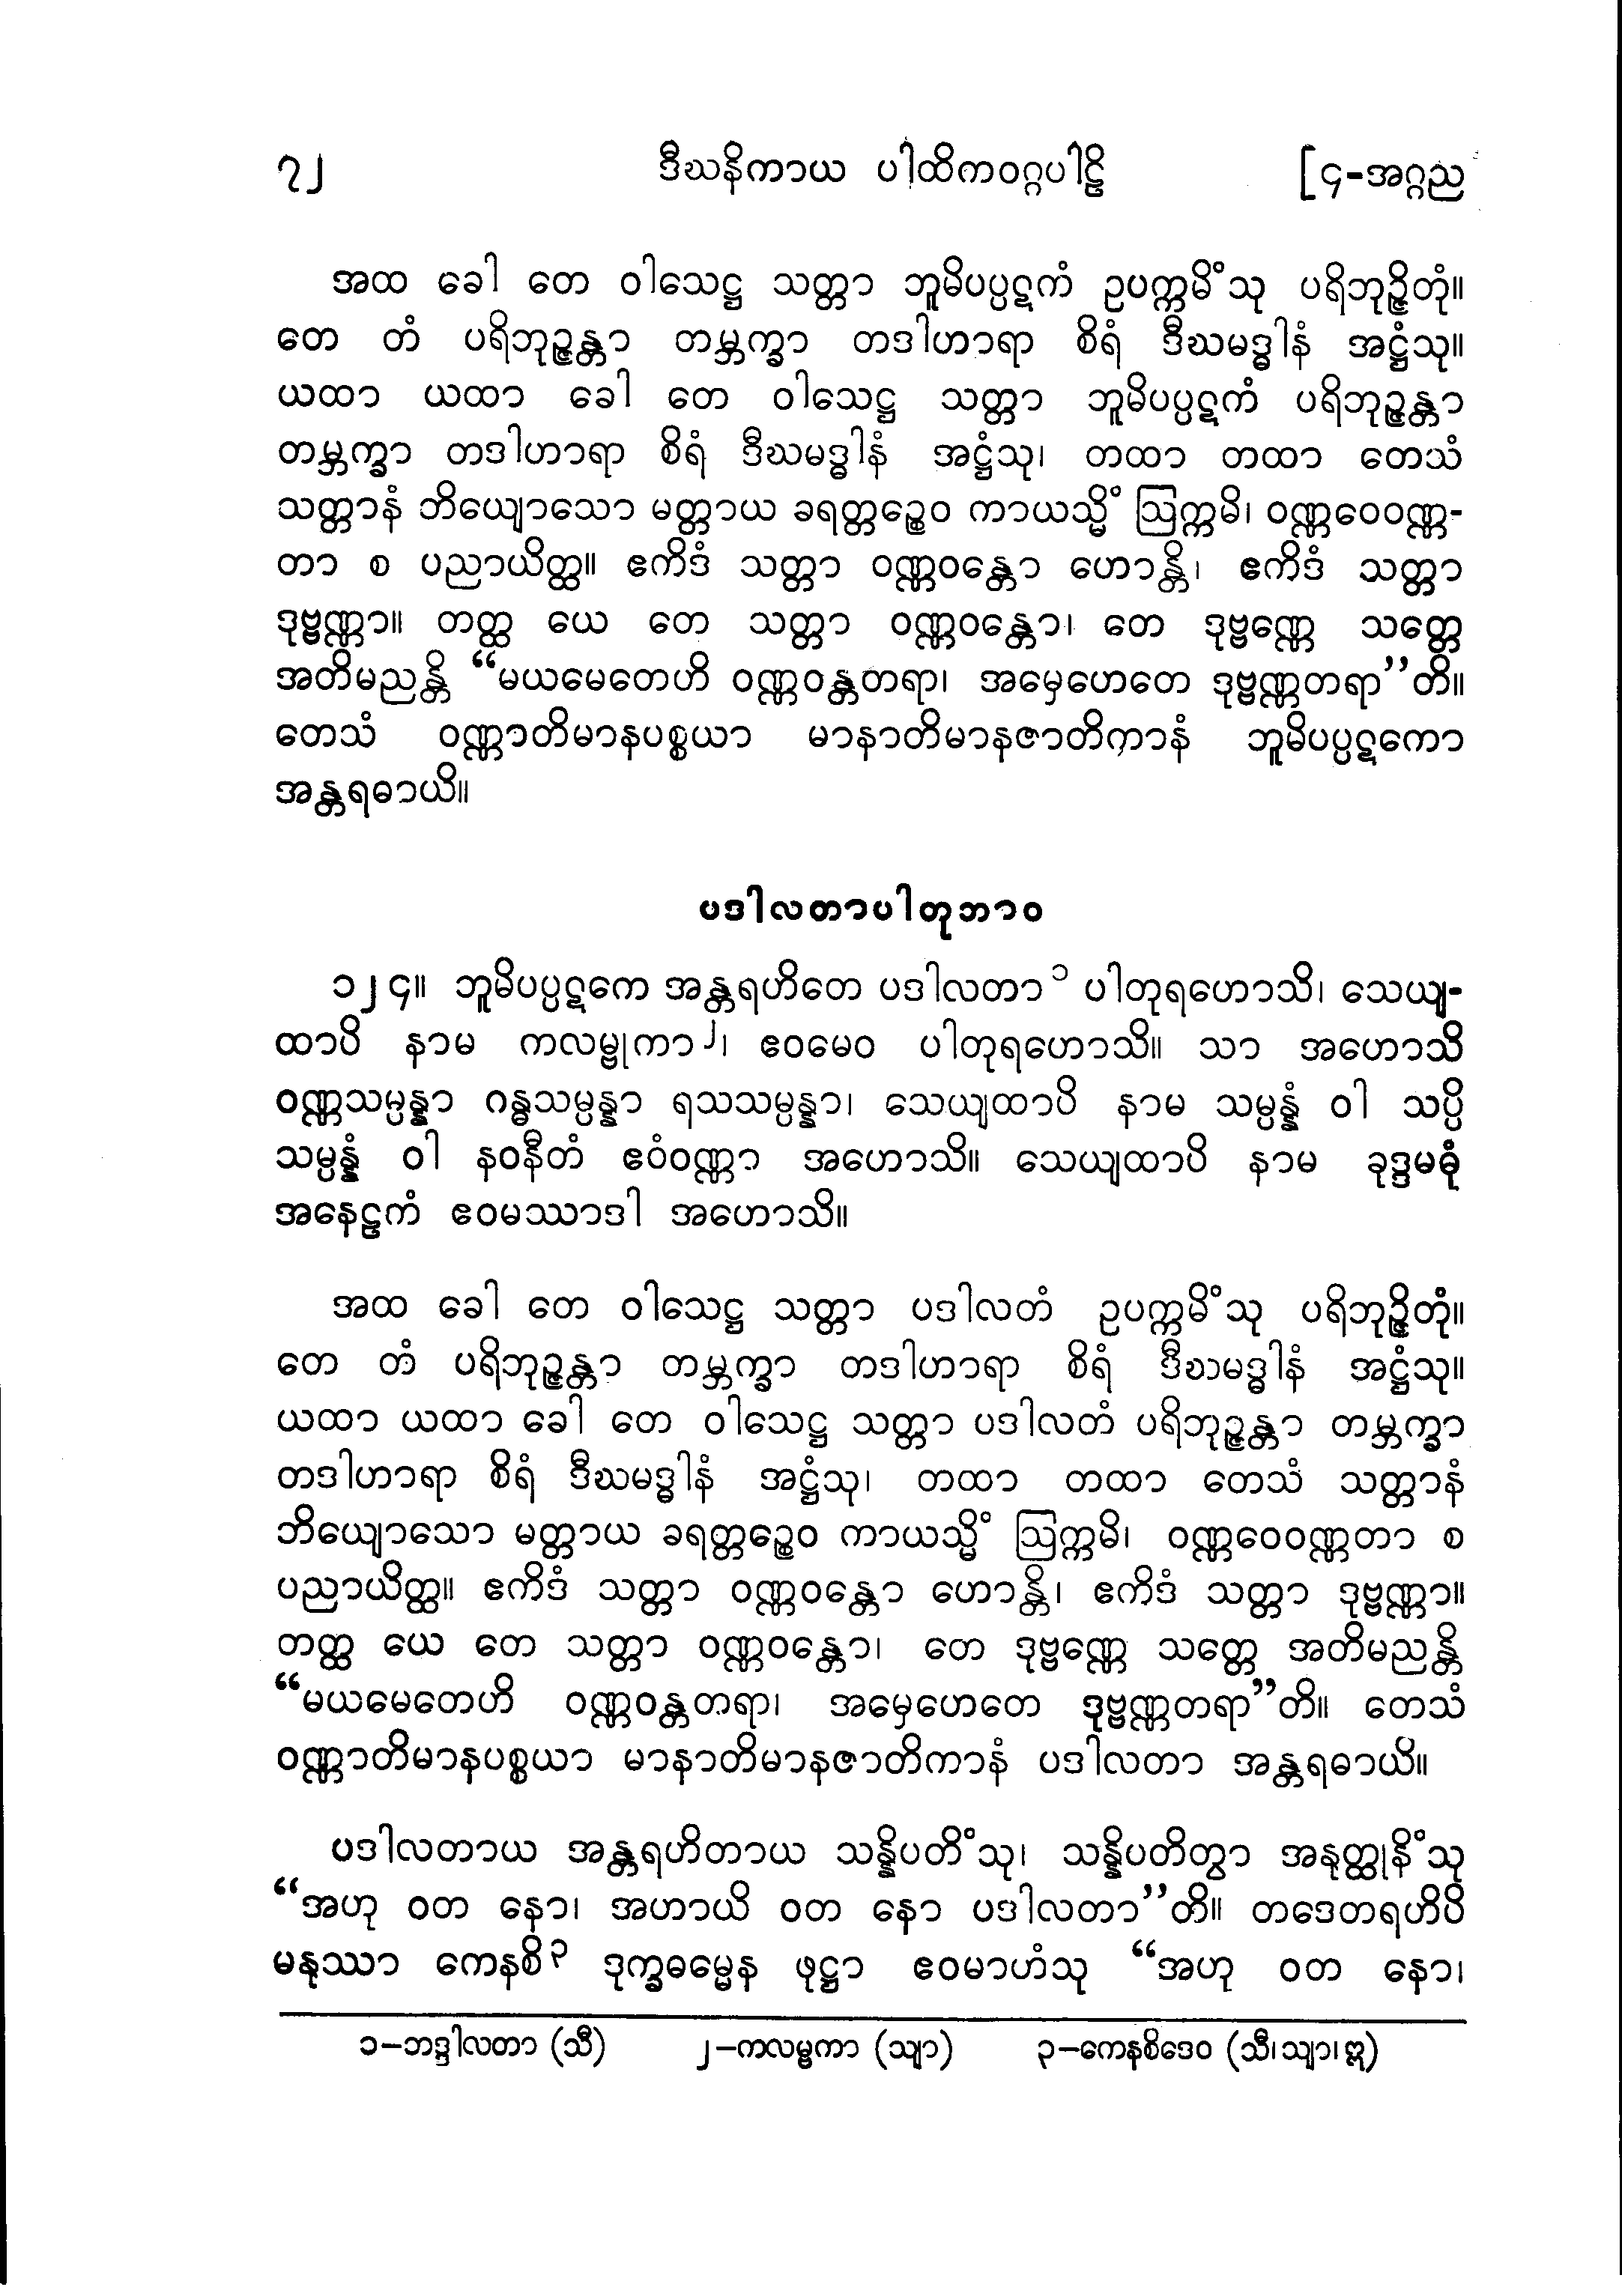 ၇၂ ဒီဃနိကာယ ပါထိကဝဂ္ဂပါဠိ [၄-အဂ္ဂည
အထ ခေါ တေ ဝါသေဋ္ဌ သတ္တာ ဘူမိပပ္ပဋကံ ဥပက္ကမိံသု ပရိဘုဉ္ဇိတုံ။
တေ တံ ပရိဘုဉ္ဇန္တာ တမ္ဘက္ခာ တဒါဟာရာ စိရံ ဒီဃမဒ္ဓါနံ အဋ္ဌံသု။
ယထာ ယထာ ခေါ တေ ဝါသေဋ္ဌ သတ္တာ ဘူမိပပ္ပဋကံ ပရိဘုဉ္ဇန္တာ
တမ္ဘက္ခာ တဒါဟာရာ စိရံ ဒီဃမဒ္ဓါနံ အဋ္ဌံသု၊ တထာ တထာ တေသံ
သတ္တာနံ ဘိယျောသော မတ္တာယ ခရတ္တဉ္စေဝ ကာယသ္မိံ ဩက္ကမိ၊ ဝဏ္ဏဝေဝဏ္ဏ-
တာ စ ပညာယိတ္ထ။ ဧကိဒံ သတ္တာ ဝဏ္ဏဝန္တော ဟောန္တိ၊ ဧကိဒံ သတ္တာ
ဒုဗ္ဗဏ္ဏာ။ တတ္ထ ယေ တေ သတ္တာ ဝဏ္ဏဝန္တော၊ တေ ဒုဗ္ဗဏ္ဏေ သတ္တေ
အတိမညန္တိ “မယမေတေဟိ ဝဏ္ဏဝန္တတရာ၊ အမှေဟေတေ ဒုဗ္ဗဏ္ဏတရာ”တိ။
တေသံ ဝဏ္ဏာတိမာနပစ္စယာ မာနာတိမာနဇာတိကာနံ ဘူမိပပ္ပဋကော
အန္တရဓာယိ။
ပဒါလတာပါတုဘာဝ
၁၂၄။ ဘူမိပပ္ပဋကေ အန္တရဟိတေ ပဒါလတာ၁ ပါတုရဟောသိ၊ သေယျ-
ထာပိ နာမ ကလမ္ဗုကာ၂၊ ဧဝမေဝ ပါတုရဟောသိ။ သာ အဟောသိ
ဝဏ္ဏသမ္ပန္နာ ဂန္ဓသမ္ပန္နာ ရသသမ္ပန္နာ၊ သေယျထာပိ နာမ သမ္ပန္နံ ဝါ သပ္ပိ
သမ္ပန္နံ ဝါ နဝနီတံ ဧဝံဝဏ္ဏာ အဟောသိ။ သေယျထာပိ နာမ ခုဒ္ဒမဓုံ
အနေဠကံ ဧဝမဿာဒါ အဟောသိ။
အထ ခေါ တေ ဝါသေဋ္ဌ သတ္တာ ပဒါလတံ ဥပက္ကမိံသု ပရိဘုဉ္ဇိတုံ။
တေ တံ ပရိဘုဉ္ဇန္တာ တမ္ဘက္ခာ တဒါဟာရာ စိရံ ဒီဃမဒ္ဓါနံ အဋ္ဌံသု။
ယထာ ယထာ ခေါ တေ ဝါသေဋ္ဌ သတ္တာ ပဒါလတံ ပရိဘုဉ္ဇန္တာ တမ္ဘက္ခာ
တဒါဟာရာ စိရံ ဒီဃမဒ္ဓါနံ အဋ္ဌံသု၊ တထာ တထာ တေသံ သတ္တာနံ
ဘိယျောသော မတ္တာယ ခရတ္တဉ္စေဝ ကာယသ္မိံ ဩက္ကမိ၊ ဝဏ္ဏဝေဝဏ္ဏတာ စ
ပညာယိတ္ထ။ ဧကိဒံ သတ္တာ ဝဏ္ဏဝန္တော ဟောန္တိ၊ ဧကိဒံ သတ္တာ ဒုဗ္ဗဏ္ဏာ။
တတ္ထ ယေ တေ သတ္တာ ဝဏ္ဏဝန္တော၊ တေ ဒုဗ္ဗဏ္ဏေ သတ္တေ အတိမညန္တိ
“မယမေတေဟိ ဝဏ္ဏဝန္တတရာ၊ အမှေဟေတေ ဒုဗ္ဗဏ္ဏတရာ”တိ။ တေသံ
ဝဏ္ဏာတိမာနပစ္စယာ မာနာတိမာနဇာတိကာနံ ပဒါလတာ အန္တရဓာယိ။
ပဒါလတာယ အန္တရဟိတာယ သန္နိပတိံသု၊ သန္နိပတိတွာ အနုတ္ထုနိံသု
“အဟု ဝတ နော၊ အဟာယိ ဝတ နော ပဒါလတာ”တိ။ တဒေတရဟိပိ
မနုဿာ ကေနစိ၃ ဒုက္ခဓမ္မေန ဖုဋ္ဌာ ဧဝမာဟံသု “အဟု ဝတ နော၊
၁–ဘဒ္ဒါလတာ (သီ) ၂–ကလမ္ဗကာ (သျာ) ၃–ကေနစိဒေဝ (သီ၊သျာ၊ဣ)